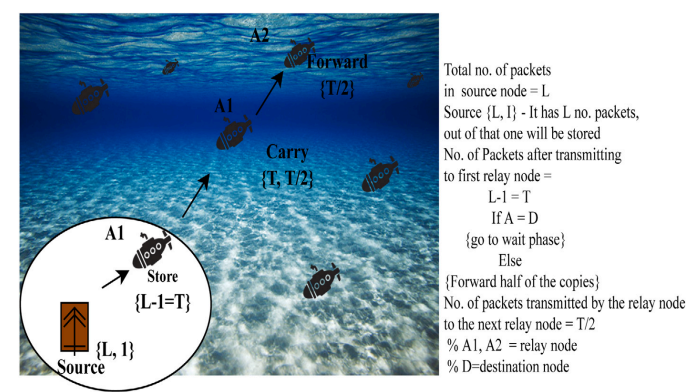 A2
Forward
{T/2}
A1
Carry
{T, T/2}
A1
Store
{L-1=T}
{L, 1}
Source
Total no. of packets
in source node = L
Source {L, I} - It has L no. packets,
out of that one will be stored
No. of Packets after transmitting
to first relay node =
L-1 = T
If A = D
{go to wait phase}
Else
{Forward half of the copies}
No. of packets transmitted by the relay node
to the next relay node = T/2
% A1, A2 = relay node
% D=destination node